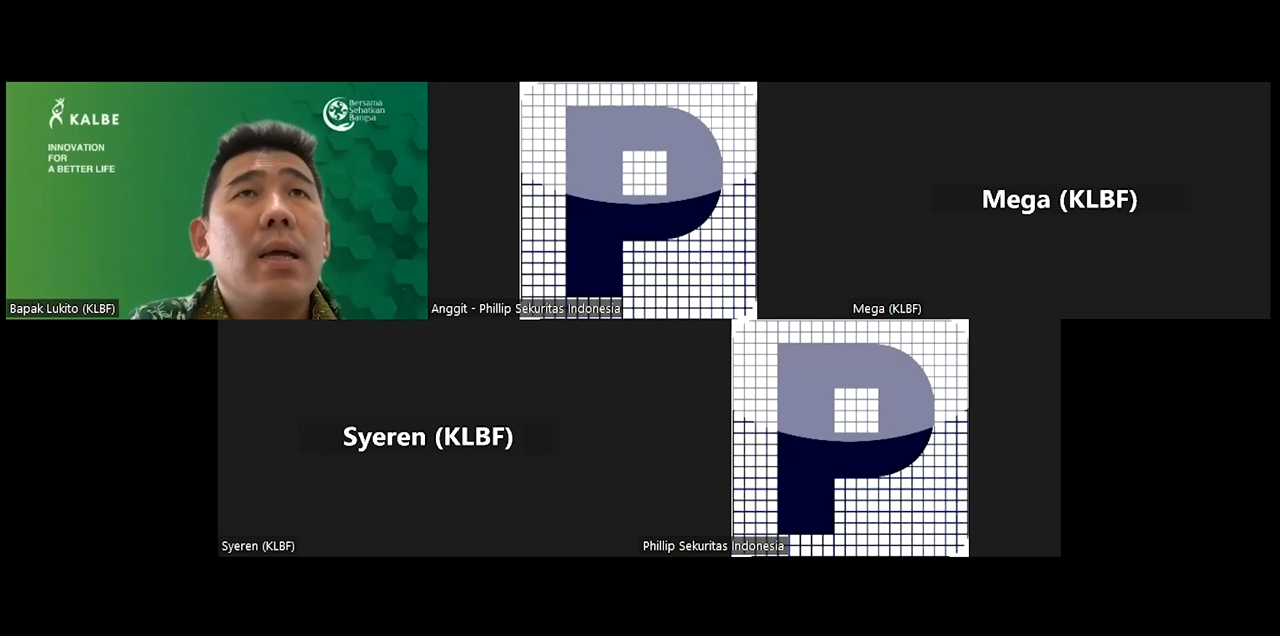 KALBE
INNOVATION
FOR
A BETTER LIFE
Bersama
Sehatkan
Bangsa
Bapak Lukito (KLBF)
Anggit - Phillip Sekuritas Indonesia
Mega (KLBF)
Mega (KLBF)
Syeren (KLBF)
Syeren (KLBF)
Phillip Sekuritas Indonesia